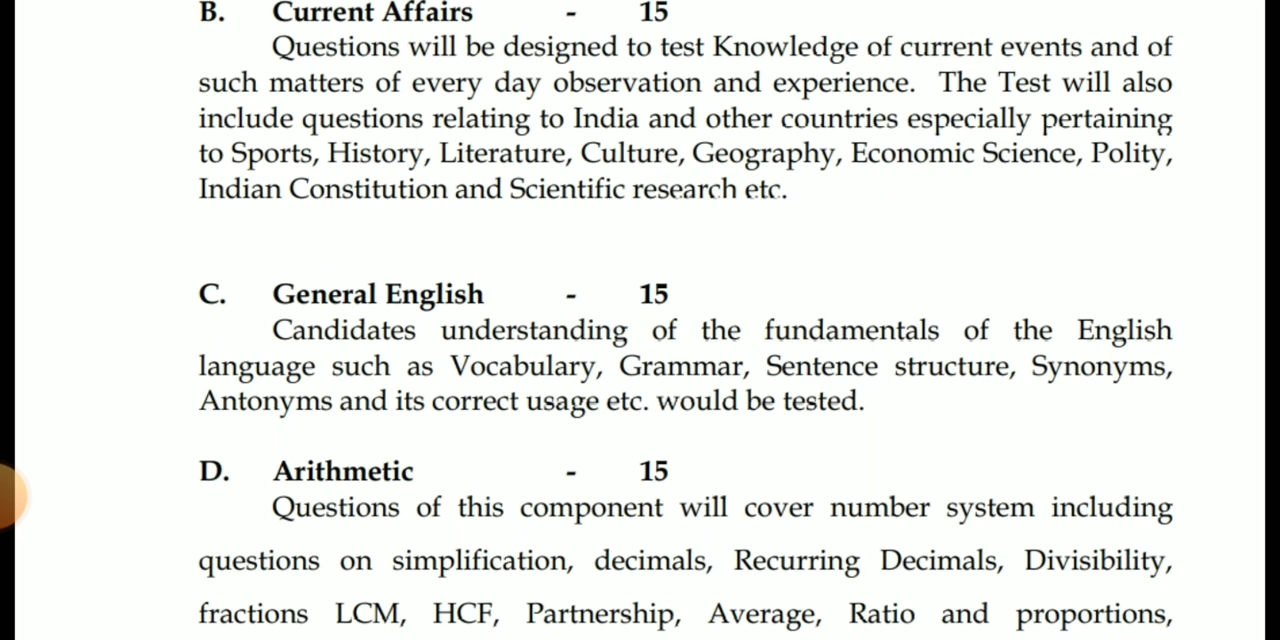 B. Current Affairs - 15
Questions will be designed to test Knowledge of current events and of
such matters of every day observation and experience. The Test will also
include questions relating to India and other countries especially pertaining
to Sports, History, Literature, Culture, Geography, Economic Science, Polity,
Indian Constitution and Scientific research etc.
C. General English - 15
Candidates understanding of the fundamentals of the English
language such as Vocabulary, Grammar, Sentence structure, Synonyms,
Antonyms and its correct usage etc. would be tested.
D. Arithmetic - 15
Questions of this component will cover number system including
questions on simplification, decimals, Recurring Decimals, Divisibility,
fractions LCM, HCF, Partnership, Average, Ratio and proportions,